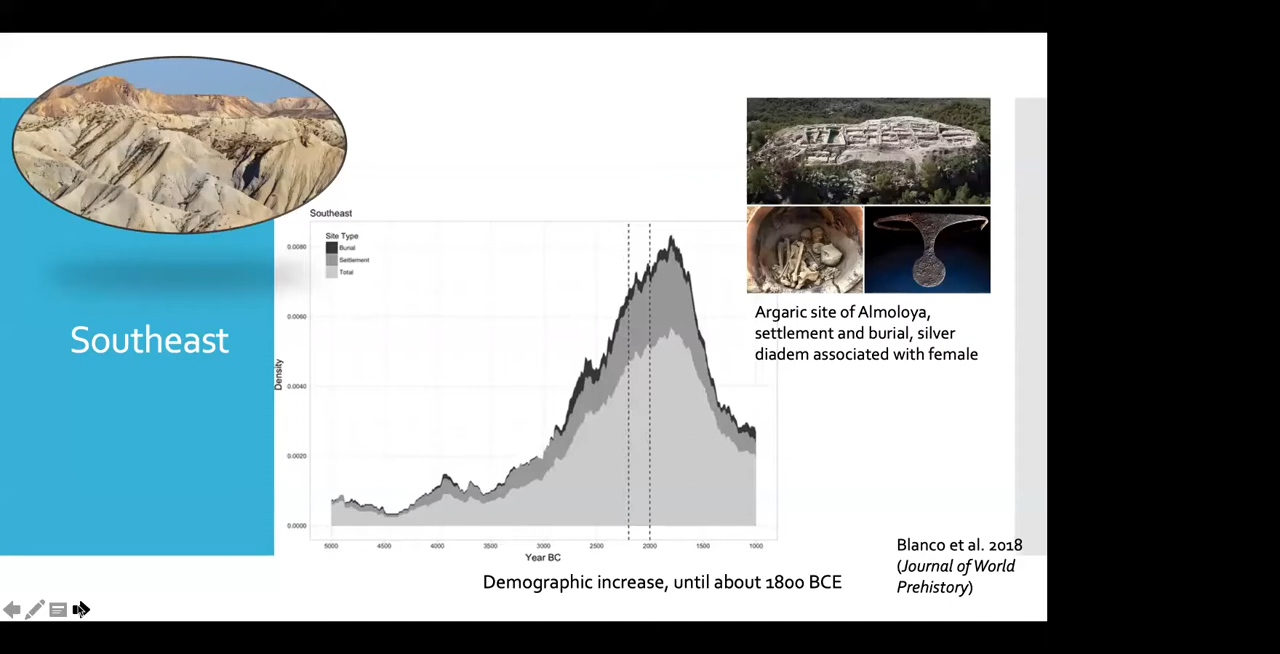 Southeast
Southeast
Site Type
Burial
Settlement
Total
0.0080
0.0060
0.0040
0.0020
0.0000
Density
5000 4500 4000 3500 3000 2500 2000 1500 1000
Year BC
Argaric site of Almoloya,
settlement and burial, silver
diadem associated with female
Demographic increase, until about 1800 BCE
Blanco et al. 2018
(Journal of World
Prehistory)